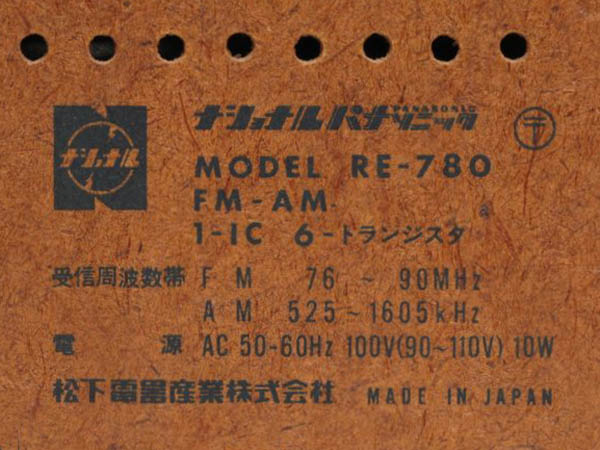 ナショナル
ナショナル パナソニック
PANASONIC
〒
MODEL RE-780
FM-AM
1-IC 6-トランジスタ
受信周波数帯 FM 76 ~ 90MHz
AM 525 ~ 1605kHz
電源 AC 50-60Hz 100V(90~110V) 10W
松下電器産業株式会社 MADE IN JAPAN